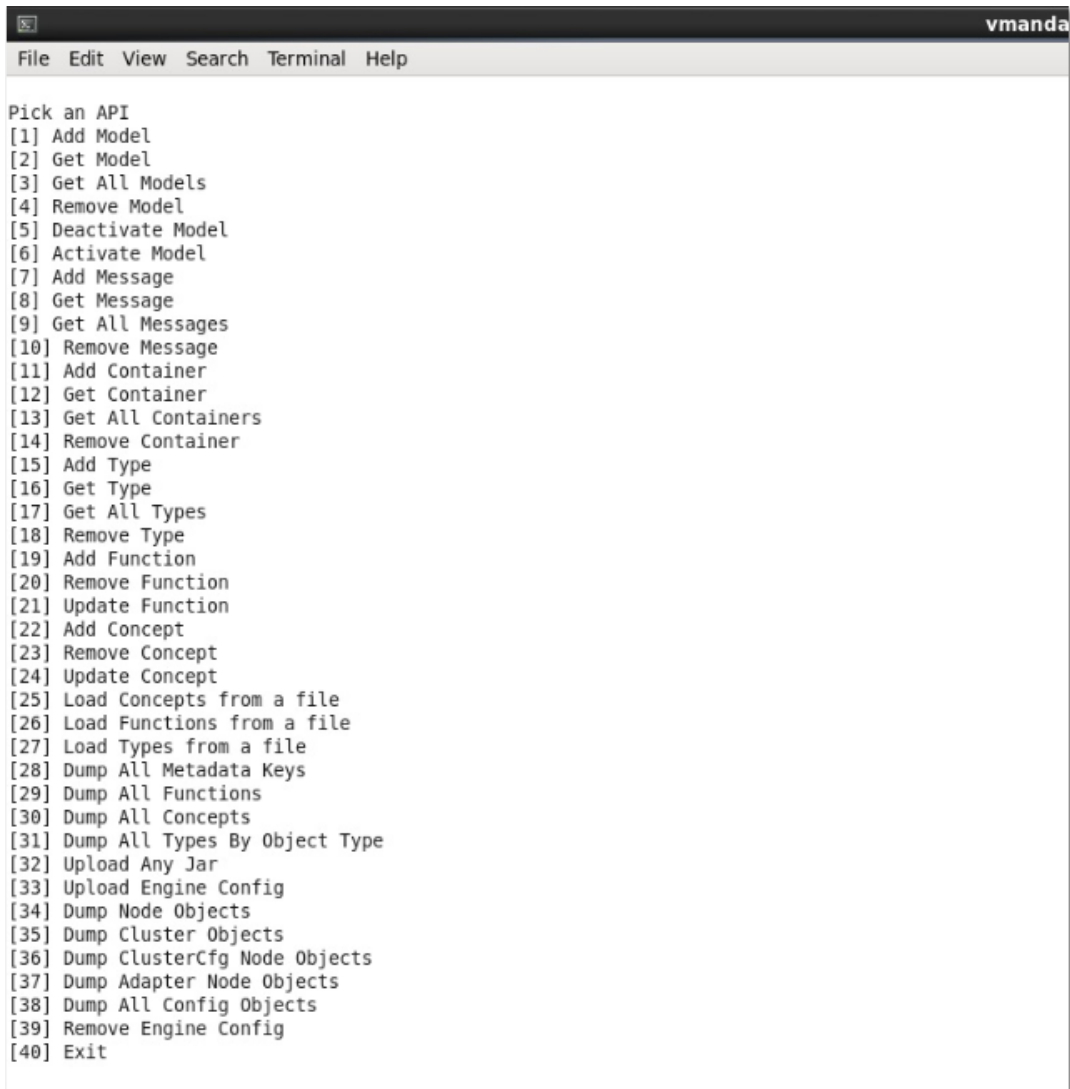 vmanda
File Edit View Search Terminal Help
Pick an API
[1] Add Model
[2] Get Model
[3] Get All Models
[4] Remove Model
[5] Deactivate Model
[6] Activate Model
[7] Add Message
[8] Get Message
[9] Get All Messages
[10] Remove Message
[11] Add Container
[12] Get Container
[13] Get All Containers
[14] Remove Container
[15] Add Type
[16] Get Type
[17] Get All Types
[18] Remove Type
[19] Add Function
[20] Remove Function
[21] Update Function
[22] Add Concept
[23] Remove Concept
[24] Update Concept
[25] Load Concepts from a file
[26] Load Functions from a file
[27] Load Types from a file
[28] Dump All Metadata Keys
[29] Dump All Functions
[30] Dump All Concepts
[31] Dump All Types By Object Type
[32] Upload Any Jar
[33] Upload Engine Config
[34] Dump Node Objects
[35] Dump Cluster Objects
[36] Dump ClusterCfg Node Objects
[37] Dump Adapter Node Objects
[38] Dump All Config Objects
[39] Remove Engine Config
[40] Exit